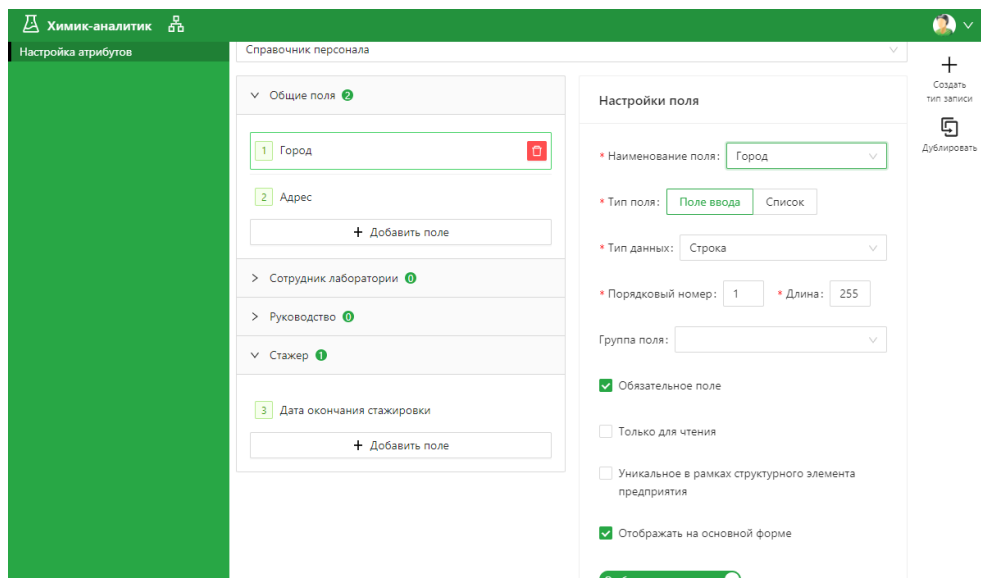 Химик-аналитик
Настройка атрибутов
Справочник персонала
Общие поля 2
1 Город
2 Адрес
+ Добавить поле
Сотрудник лаборатории 0
Руководство 0
Стажер 1
3 Дата окончания стажировки
+ Добавить поле
Настройки поля
* Наименование поля: Город
* Тип поля: Поле ввода Список
* Тип данных: Строка
* Порядковый номер: 1 * Длина: 255
Группа поля:
Обязательное поле
Только для чтения
Уникальное в рамках структурного элемента
предприятия
Отображать на основной форме
Создать
тип записи
Дублировать